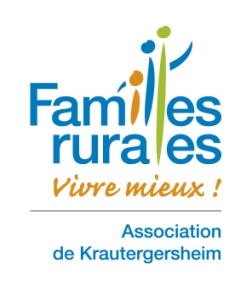 Familles
rurales
Vivre mieux !
Association
de Krautergersheim